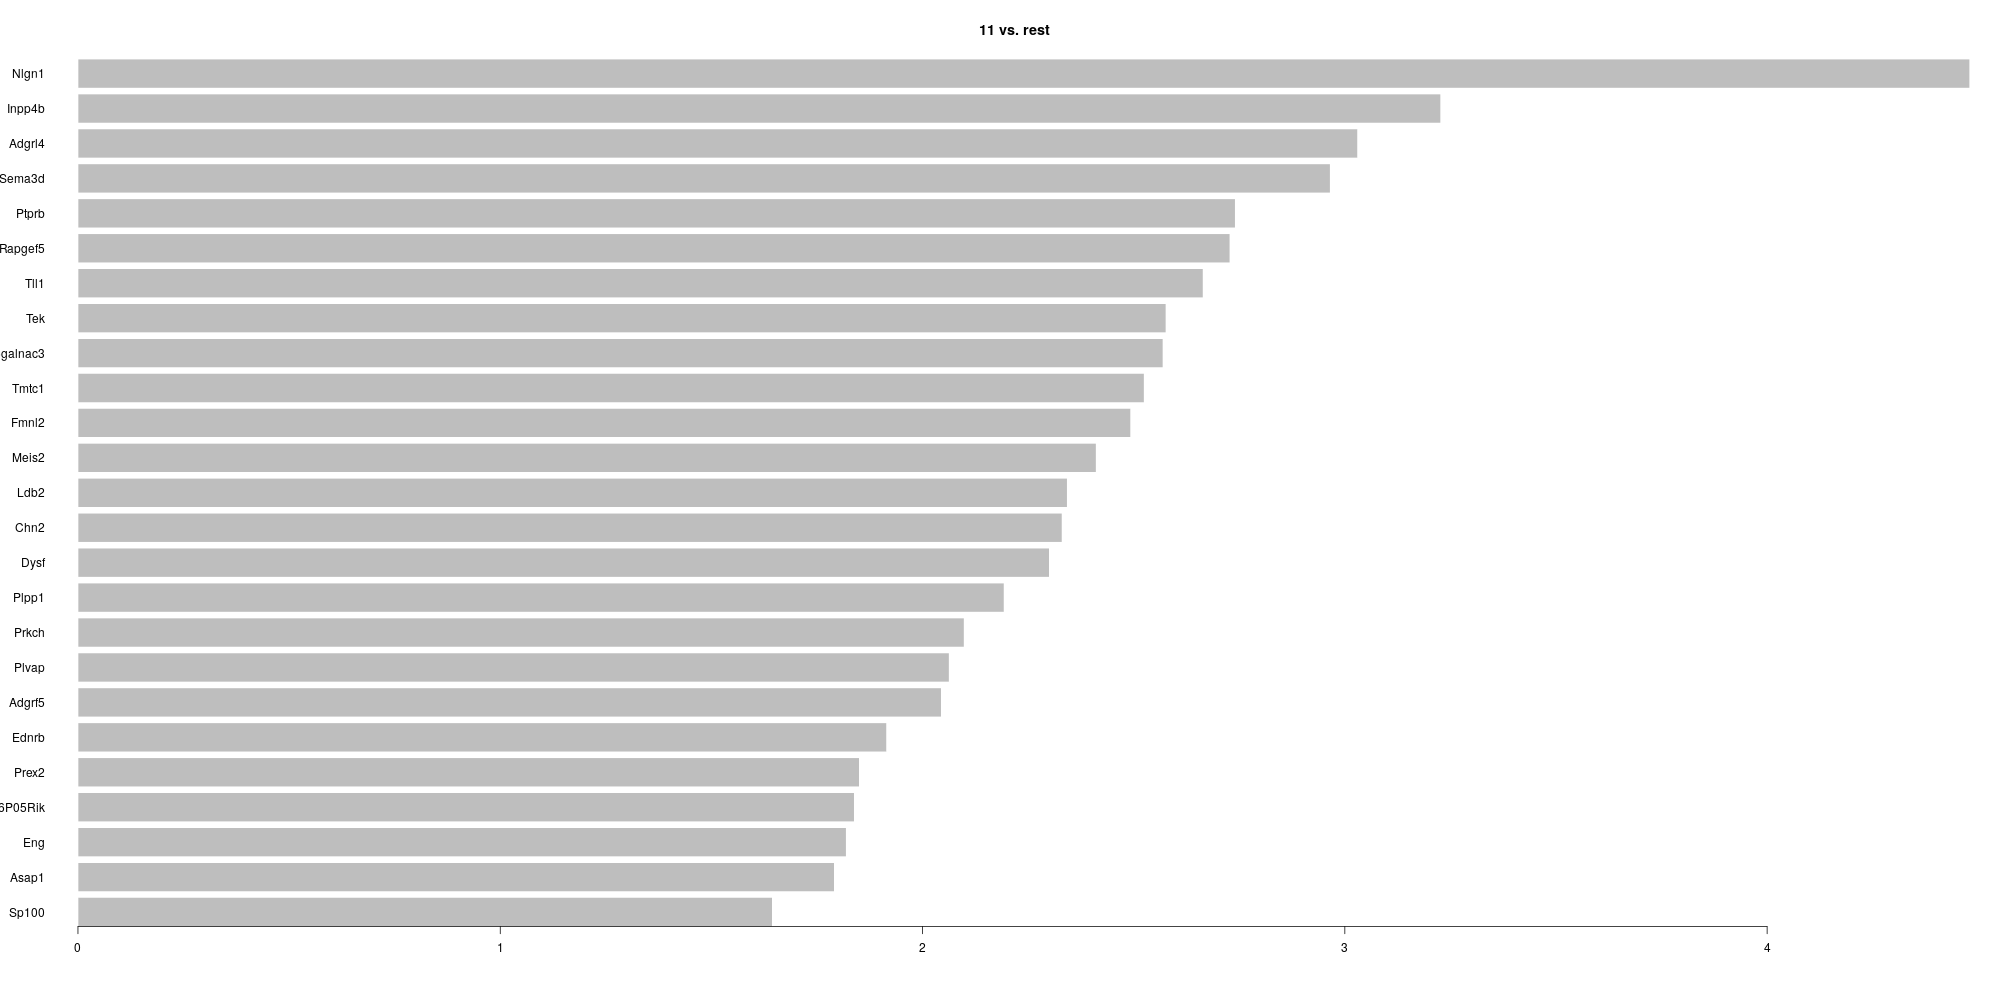 11 vs. rest
Nlgn1
Inpp4b
Adgrl4
Sema3d
Ptprb
Rapgef5
Tll1
Tek
galnac3
Tmtc1
Fmnl2
Meis2
Ldb2
Chn2
Dysf
Plpp1
Prkch
Plvap
Adgrf5
Ednrb
Prex2
6P05Rik
Eng
Asap1
Sp100
0 1 2 3 4